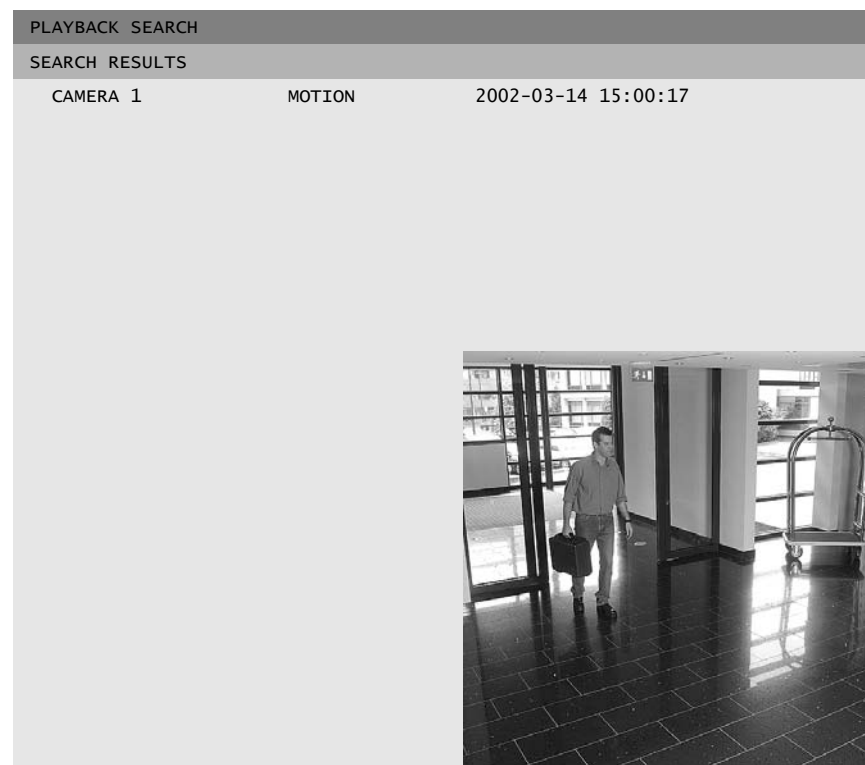 PLAYBACK SEARCH
SEARCH RESULTS
CAMERA 1 MOTION 2002-03-14 15:00:17